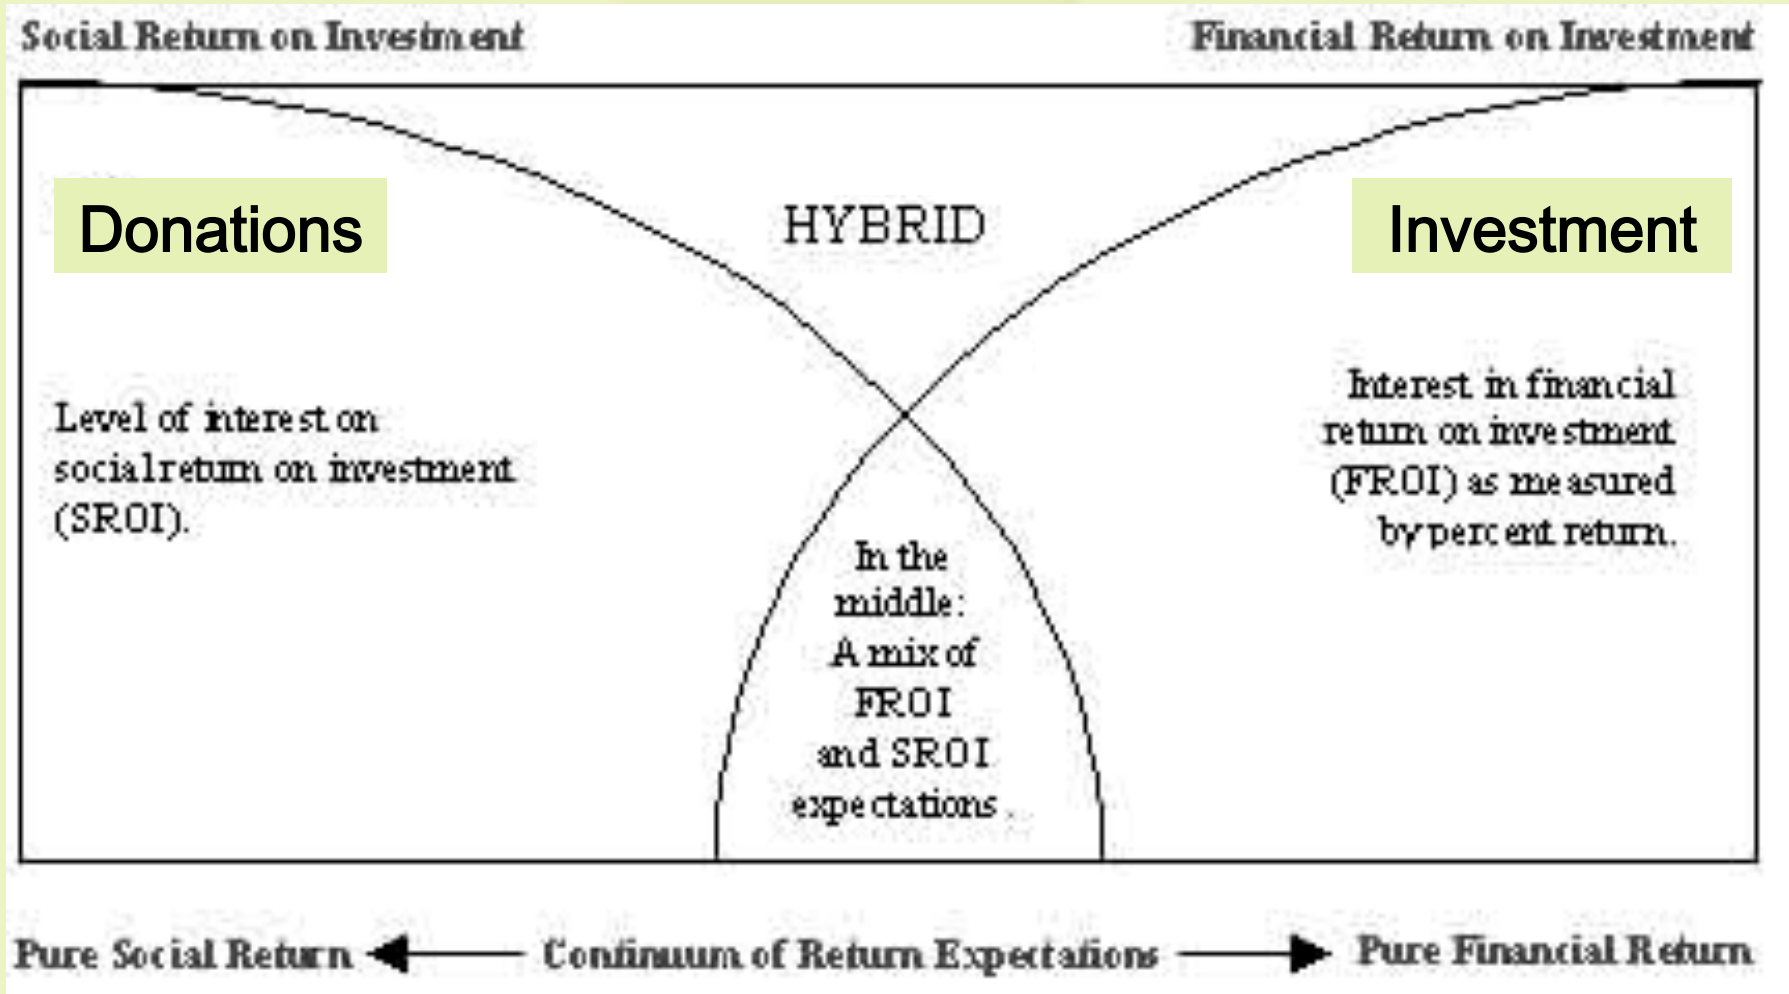 Social Return on Investment
Financial Return on Investment
Donations
HYBRID
Investment
Level of interest on
social return on investment
(SROI).
Interest in financial
return on investment
(FROI) as measured
by percent return.
In the
middle:
A mix of
FROI
and SROI
expectations.
Pure Social Return
Continuum of Return Expectations
Pure Financial Return